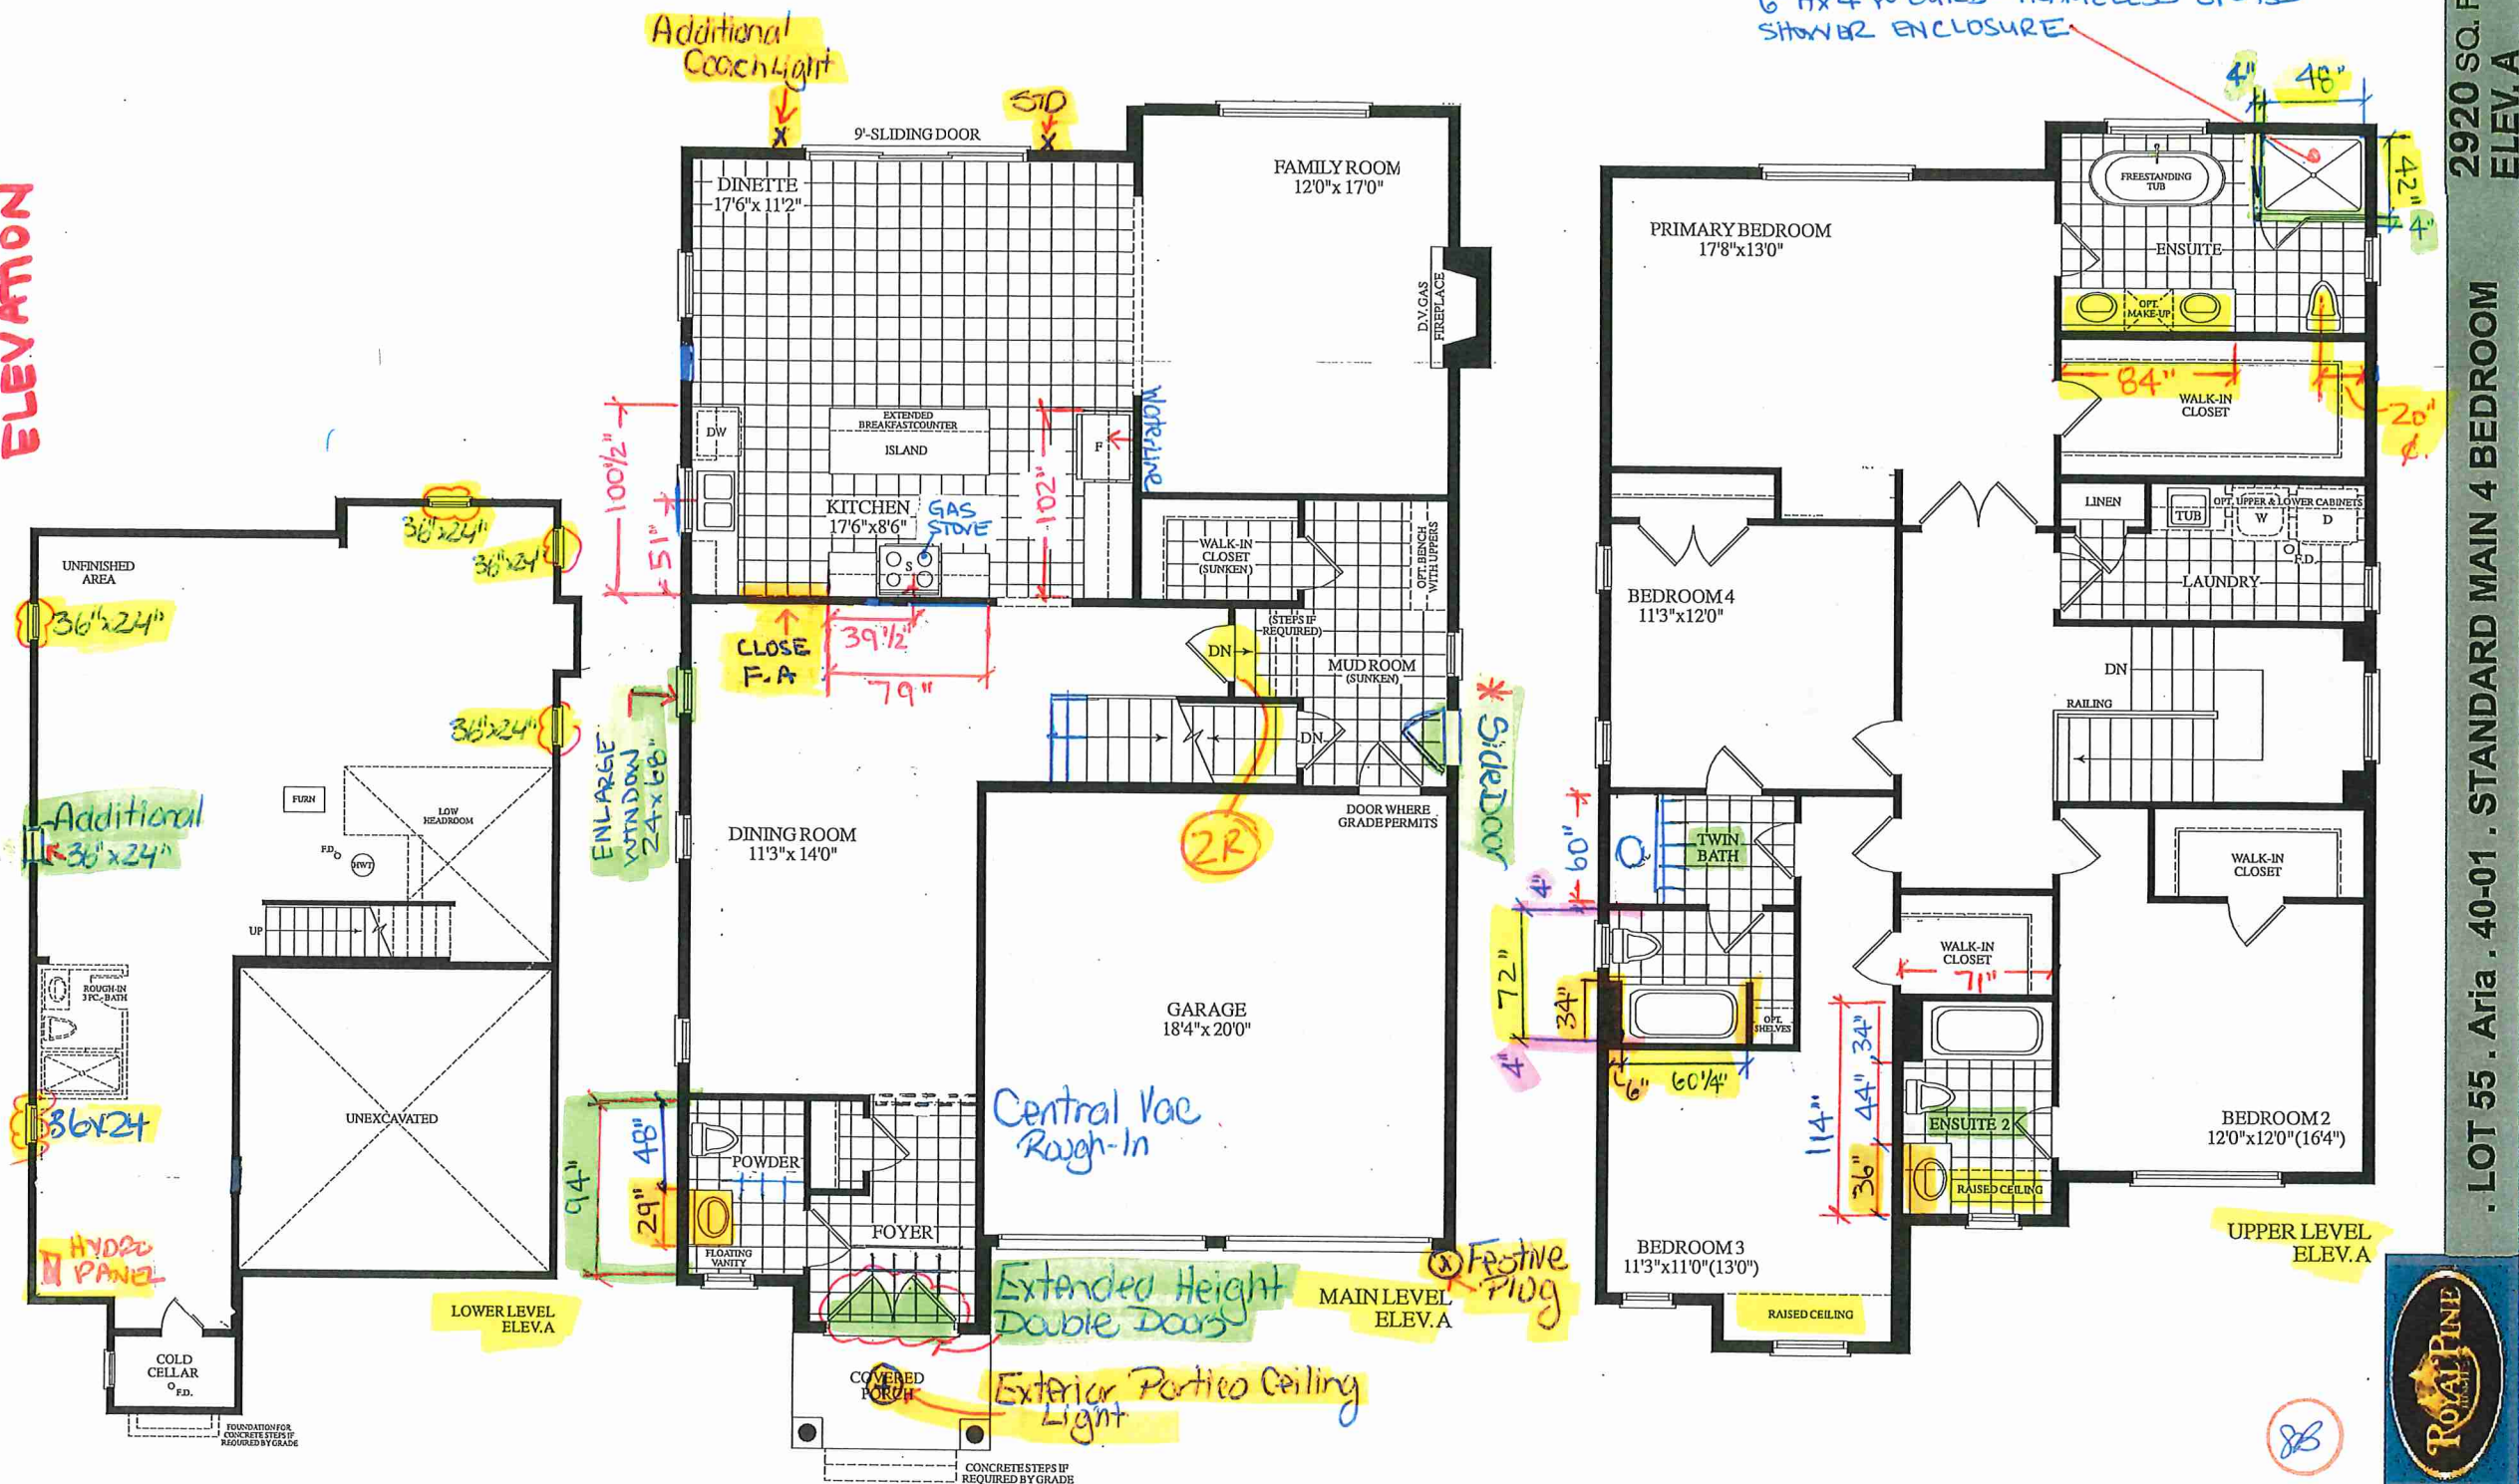 ELEVATION
UNFINISHED
AREA
36"x24"
36"x24"
36"x24"
36"x24"
Additional
36"x24"
FURN
LOW
HEADROOM
F.D.
HWT
UP
ROUGH-IN
3 PC. BATH
36x24
UNEXCAVATED
HYDRO
PANEL
LOWER LEVEL
ELEV.A
COLD
CELLAR
F.D.
FOUNDATION FOR
CONCRETE STEPS IF
REQUIRED BY GRADE
Additional
Coach Light
STD
X
X
9'-SLIDING DOOR
DINETTE
17'6"x 11'2"
FAMILY ROOM
12'0"x 17'0"
D.V.GAS
FIREPLACE
Waterline
DW
EXTENDED
BREAKFAST COUNTER
ISLAND
F
100 1/2"
51"
102"
KITCHEN
17'6"x8'6"
GAS
STOVE
S
WALK-IN
CLOSET
(SUNKEN)
OPT. BENCH
WITH UPPERS
CLOSE
F.A
39 1/2"
79"
(STEPS IF
REQUIRED)
DN
MUD ROOM
(SUNKEN)
DN
* Side Door
ENLARGE
WINDOW
24x68"
2R
DOOR WHERE
GRADE PERMITS
DINING ROOM
11'3"x 14'0"
GARAGE
18'4"x 20'0"
Central Vac
Rough-In
94"
48"
29"
POWDER
FLOATING
VANITY
FOYER
Extended Height
Double Doors
MAIN LEVEL
ELEV.A
X Festive
Plug
COVERED
PORCH
Exterior Portico Ceiling
Light
CONCRETE STEPS IF
REQUIRED BY GRADE
SHOWER ENCLOSURE
4"
48"
42"
4"
FREESTANDING
TUB
PRIMARY BEDROOM
17'8"x13'0"
ENSUITE
OPT.
MAKE-UP
84"
20"
WALK-IN
CLOSET
LINEN
OPT. UPPER & LOWER CABINETS
TUB
W
D
F.D.
LAUNDRY
BEDROOM 4
11'3"x12'0"
DN
RAILING
TWIN
BATH
60"
4"
72"
34"
4"
OPT.
SHELVES
6"
60 1/4"
WALK-IN
CLOSET
WALK-IN
CLOSET
71"
114"
34"
44"
36"
ENSUITE 2
RAISED CEILING
BEDROOM 2
12'0"x12'0"(16'4")
BEDROOM 3
11'3"x11'0"(13'0")
RAISED CEILING
UPPER LEVEL
ELEV.A
. LOT 55 . Aria . 40-01 . STANDARD MAIN 4 BEDROOM
2920 SQ. F
ELEV. A
8B
ROYAL PINE
HOMES